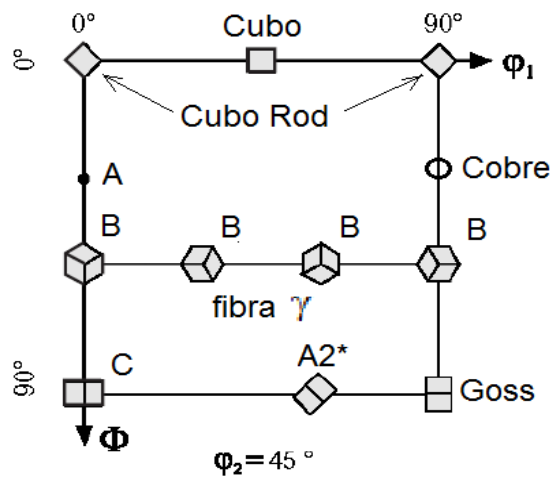 0° Cubo 90°
0° φ₁
Cubo Rod
A Cobre
B B B B
fibra γ
C A2* Goss
90°
Φ
φ₂=45°